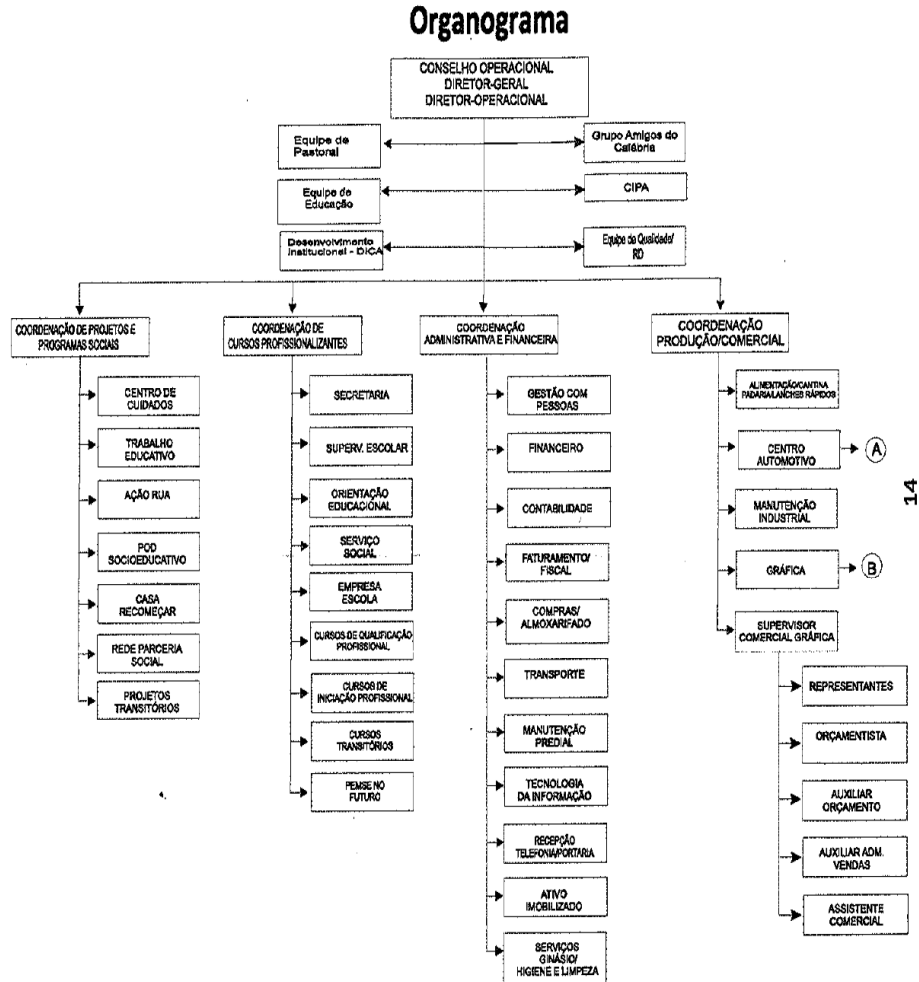 Organograma
CONSELHO OPERACIONAL
DIRETOR-GERAL
DIRETOR-OPERACIONAL
Equipe de
Pastoral
Grupo Amigos do
Calábria
Equipe de
Educação
CIPA
Desenvolvimento
Institucional - DICA
Equipe da Qualidade/
RD
COORDENAÇÃO DE PROJETOS E
PROGRAMAS SOCIAIS
CENTRO DE
CUIDADOS
TRABALHO
EDUCATIVO
AÇÃO RUA
POD
SOCIOEDUCATIVO
CASA
RECOMEÇAR
REDE PARCERIA
SOCIAL
PROJETOS
TRANSITÓRIOS
COORDENAÇÃO DE
CURSOS PROFISSIONALIZANTES
SECRETARIA
SUPERV. ESCOLAR
ORIENTAÇÃO
EDUCACIONAL
SERVIÇO
SOCIAL
EMPRESA
ESCOLA
CURSOS DE QUALIFICAÇÃO
PROFISSIONAL
CURSOS DE
INICIAÇÃO PROFISSIONAL
CURSOS
TRANSITÓRIOS
PEMSE NO
FUTURO
COORDENAÇÃO
ADMINISTRATIVA E FINANCEIRA
GESTÃO COM
PESSOAS
FINANCEIRO
CONTABILIDADE
FATURAMENTO/
FISCAL
COMPRAS/
ALMOXARIFADO
TRANSPORTE
MANUTENÇÃO
PREDIAL
TECNOLOGIA
DA INFORMAÇÃO
RECEPÇÃO
TELEFONIA/PORTARIA
ATIVO
IMOBILIZADO
SERVIÇOS
GINÁSIO/
HIGIENE E LIMPEZA
COORDENAÇÃO
PRODUÇÃO/COMERCIAL
ALIMENTAÇÃO/CANTINA
PADARIA/LANCHES RÁPIDOS
CENTRO
AUTOMOTIVO
A
MANUTENÇÃO
INDUSTRIAL
GRÁFICA
B
SUPERVISOR
COMERCIAL GRÁFICA
REPRESENTANTES
ORÇAMENTISTA
AUXILIAR
ORÇAMENTO
AUXILIAR ADM.
VENDAS
ASSISTENTE
COMERCIAL
14